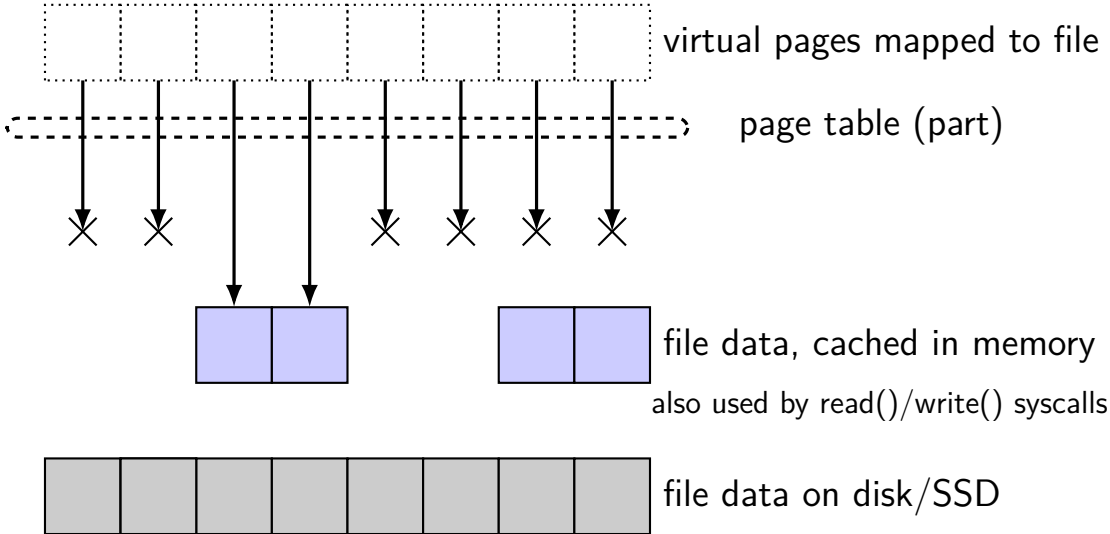 virtual pages mapped to file
page table (part)
file data, cached in memory
also used by read()/write() syscalls
file data on disk/SSD